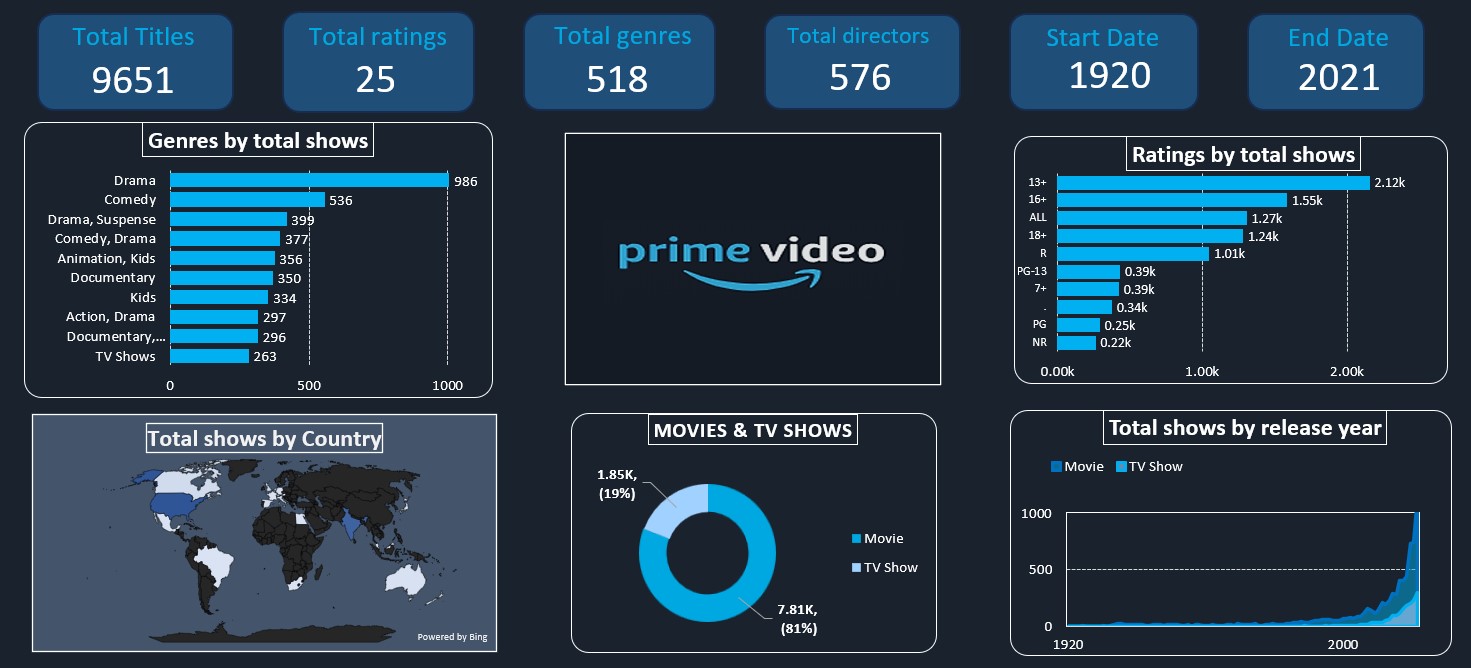 Total Titles
9651
Total ratings
25
Total genres
518
Total directors
576
Start Date
1920
End Date
2021
Genres by total shows
Drama 986
Comedy 536
Drama, Suspense 399
Comedy, Drama 377
Animation, Kids 356
Documentary 350
Kids 334
Action, Drama 297
Documentary,... 296
TV Shows 263
0 500 1000
prime video
Ratings by total shows
13+ 2.12k
16+ 1.55k
ALL 1.27k
18+ 1.24k
R 1.01k
PG-13 0.39k
7+ 0.39k
. 0.34k
PG 0.25k
NR 0.22k
0.00k 1.00k 2.00k
Total shows by Country
Powered by Bing
MOVIES & TV SHOWS
1.85K,
(19%)
Movie
TV Show
7.81K,
(81%)
Total shows by release year
Movie TV Show
1000
500
0
1920 2000